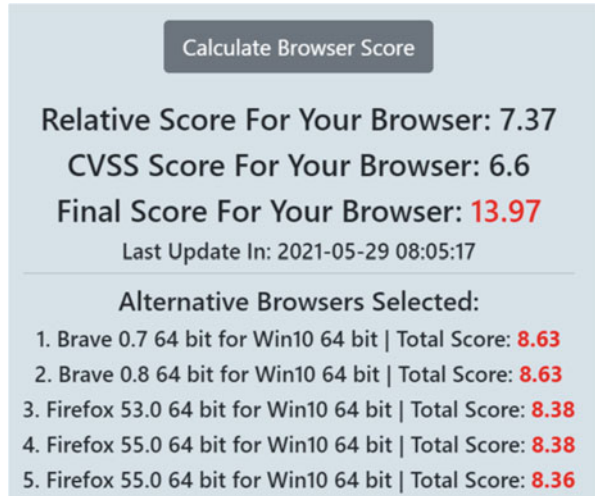 Calculate Browser Score
Relative Score For Your Browser: 7.37
CVSS Score For Your Browser: 6.6
Final Score For Your Browser: 13.97
Last Update In: 2021-05-29 08:05:17
Alternative Browsers Selected:
1. Brave 0.7 64 bit for Win10 64 bit | Total Score: 8.63
2. Brave 0.8 64 bit for Win10 64 bit | Total Score: 8.63
3. Firefox 53.0 64 bit for Win10 64 bit | Total Score: 8.38
4. Firefox 55.0 64 bit for Win10 64 bit | Total Score: 8.38
5. Firefox 55.0 64 bit for Win10 64 bit | Total Score: 8.36